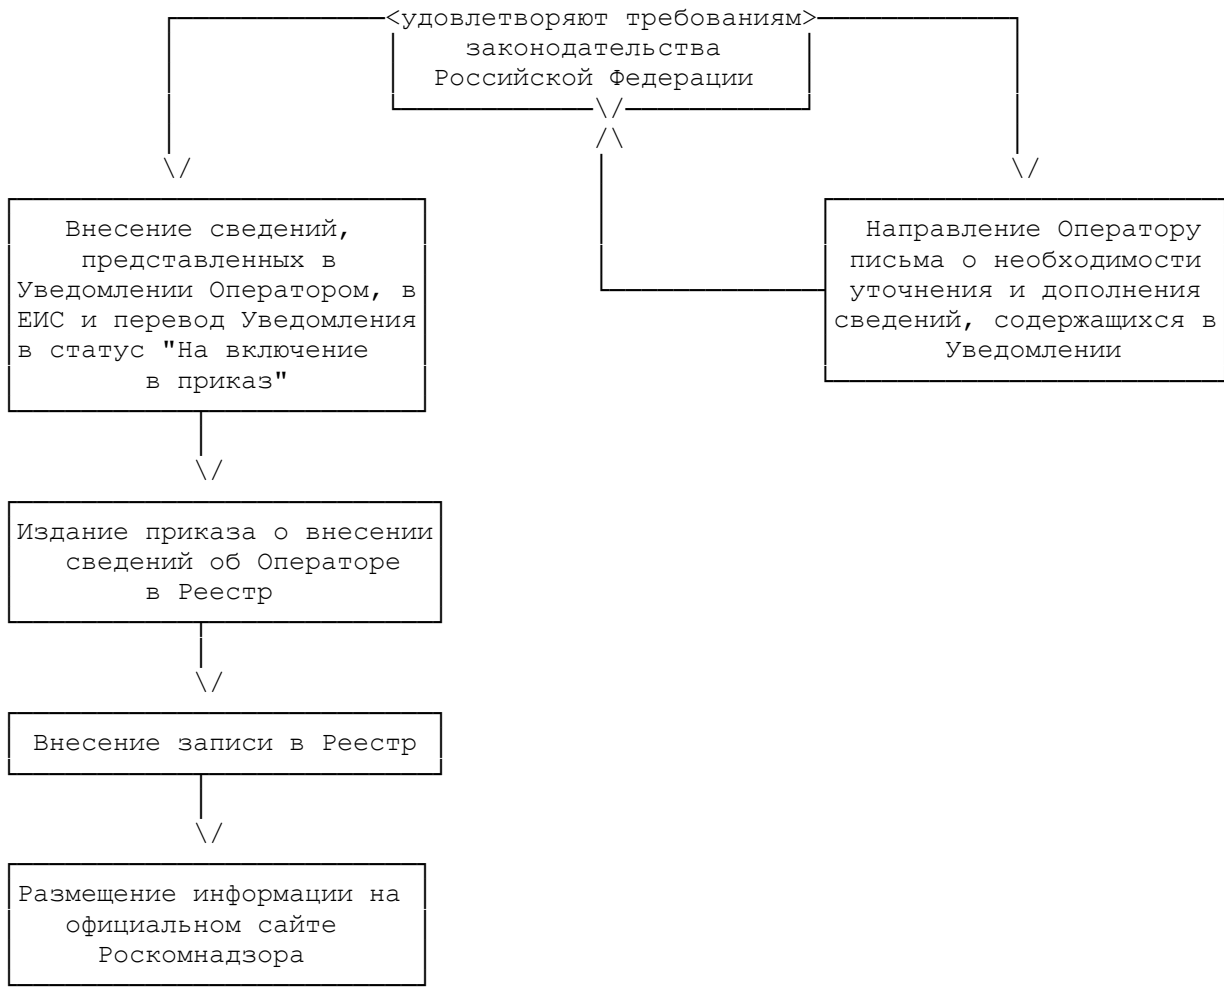 <удовлетворяют требованиям>
законодательства
Российской Федерации
Внесение сведений,
представленных в
Уведомлении Оператором, в
ЕИС и перевод Уведомления
в статус "На включение
в приказ"
Направление Оператору
письма о необходимости
уточнения и дополнения
сведений, содержащихся в
Уведомлении
Издание приказа о внесении
сведений об Операторе
в Реестр
Внесение записи в Реестр
Размещение информации на
официальном сайте
Роскомнадзора